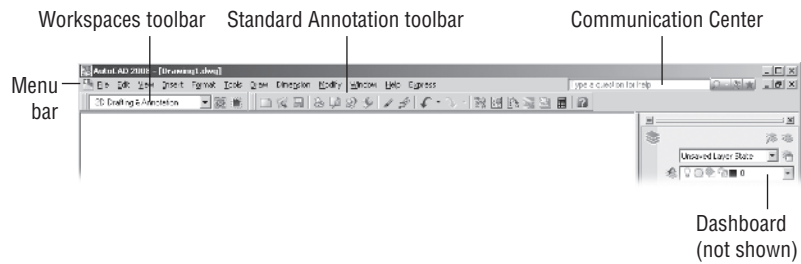 Workspaces toolbar
Standard Annotation toolbar
Communication Center
Menu
bar
AutoCAD 2008 - [Drawing1.dwg]
File Edit View Insert Format Tools Draw Dimension Modify Window Help Express
Type a question for help
2D Drafting & Annotation
Unsaved Layer State
0
Dashboard
(not shown)